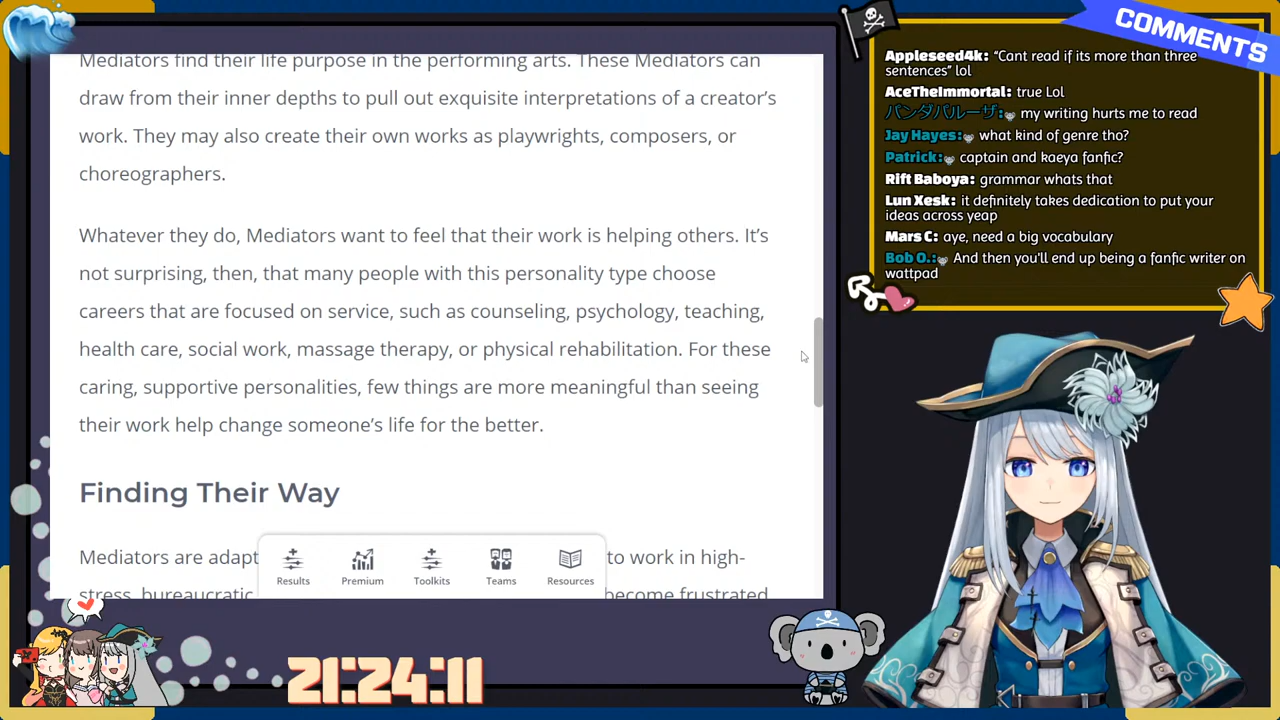 Mediators find their life purpose in the performing arts. These Mediators can
draw from their inner depths to pull out exquisite interpretations of a creator's
work. They may also create their own works as playwrights, composers, or
choreographers.
Whatever they do, Mediators want to feel that their work is helping others. It's
not surprising, then, that many people with this personality type choose
careers that are focused on service, such as counseling, psychology, teaching,
health care, social work, massage therapy, or physical rehabilitation. For these
caring, supportive personalities, few things are more meaningful than seeing
their work help change someone's life for the better.
Finding Their Way
Mediators are adapt to work in high-
stress, bureaucratic become frustrated
Results Premium Toolkits Teams Resources
21:24:11
COMMENTS
Appleseed4k: "Cant read if its more than three
sentences" lol
AceTheImmortal: true Lol
パンダパルーザ: my writing hurts me to read
Jay Hayes: what kind of genre tho?
Patrick: captain and kaeya fanfic?
Rift Baboya: grammar whats that
Lun Xesk: it definitely takes dedication to put your
ideas across yeap
Mars C: aye, need a big vocabulary
Bob O.: And then you'll end up being a fanfic writer on
wattpad